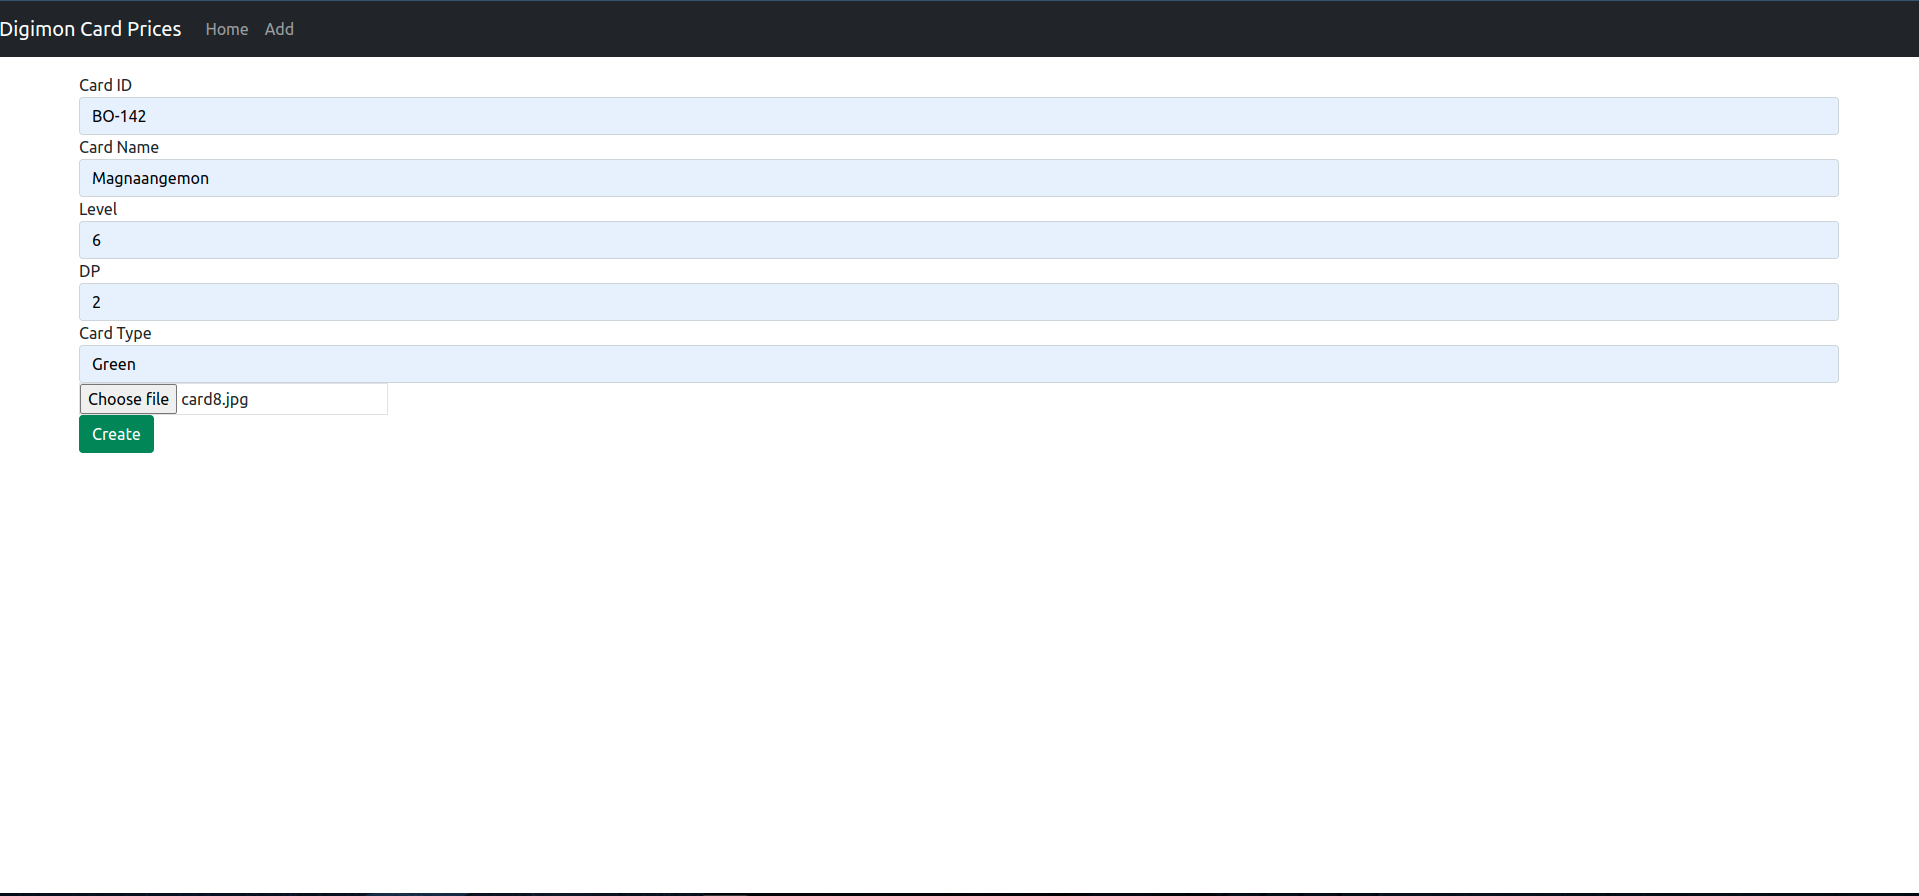 Digimon Card Prices Home Add
Card ID
BO-142
Card Name
Magnaangemon
Level
6
DP
2
Card Type
Green
Choose file card8.jpg
Create